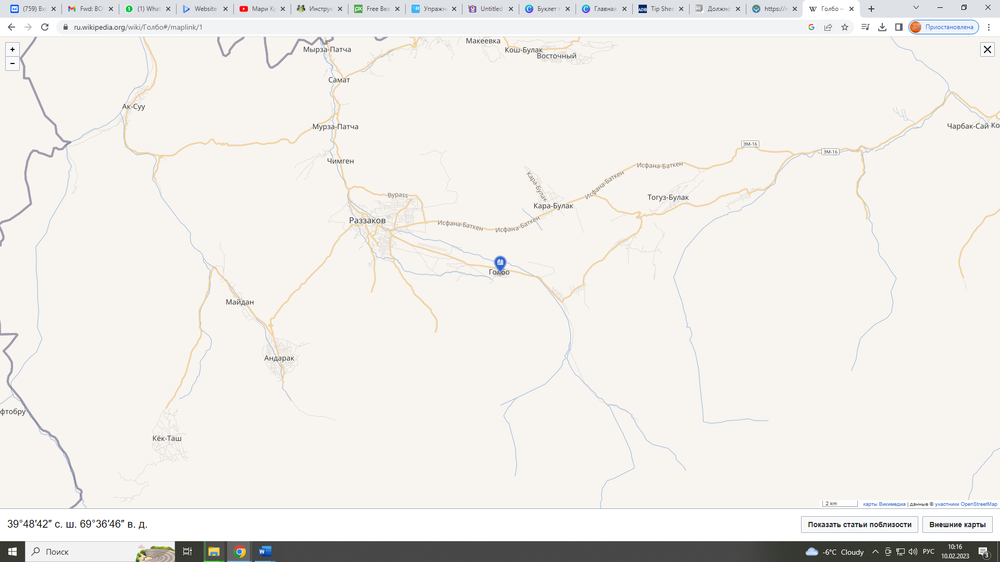 (759) Вхо
Fwd: ВО!
(1) What
Website
Мари Кр
Инструк
Free Bea
Упражн
Untitled
Буклет т
Главная
Tip Shee
Должно
https://n
Голбо —
ru.wikipedia.org/wiki/Голбо#/maplink/1
Приостановлена
+
−
Макеевка
Мырза-Патча
Кош-Булак
Восточный
Самат
Ак-Суу
Мурза-Патча
Чарбак-Сай
Ко
ЭМ-16
ЭМ-16
Чимген
Исфана-Баткен
Кара-Булак
Исфана-Баткен
Bypass
Тогуз-Булак
Кара-Булак
Раззаков
Исфана-Баткен
Исфана-Баткен
Голбо
Майдан
Андарак
фтобру
Кёк-Таш
2 km
карты Викимедиа | данные © участники OpenStreetMap
39°48′42″ с. ш. 69°36′46″ в. д.
Показать статьи поблизости
Внешние карты
Поиск
-6°C Cloudy
РУС
10:16
10.02.2023
3